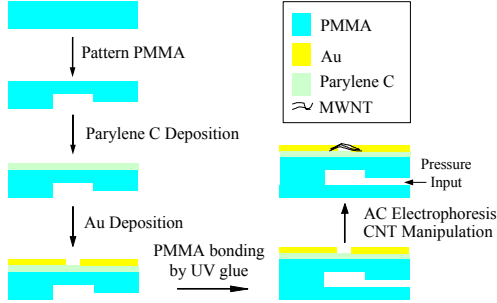 Pattern PMMA
Parylene C Deposition
Au Deposition
PMMA bonding
by UV glue
AC Electrophoresis
CNT Manipulation
Pressure
Input
PMMA
Au
Parylene C
MWNT